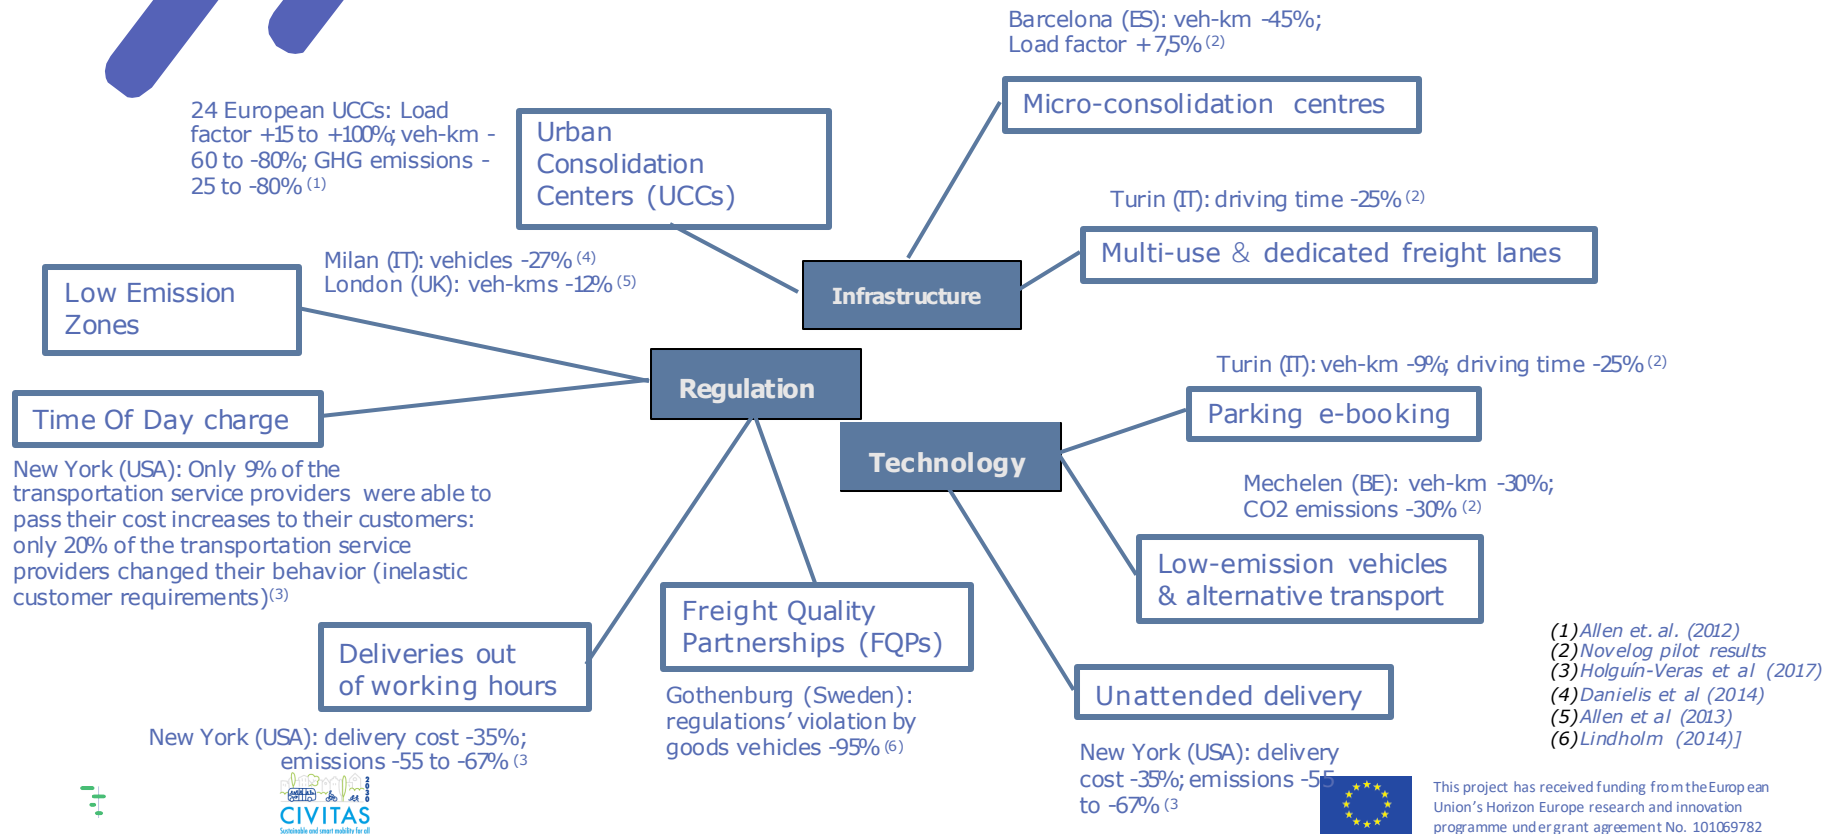 Barcelona (ES): veh-km -45%;
Load factor +7,5% (2)
Micro-consolidation centres
24 European UCCs: Load
factor +15 to +100%; veh-km -
60 to -80%; GHG emissions -
25 to -80% (1)
Urban
Consolidation
Centers (UCCs)
Turin (IT): driving time -25% (2)
Multi-use & dedicated freight lanes
Infrastructure
Milan (IT): vehicles -27% (4)
London (UK): veh-kms -12% (5)
Low Emission
Zones
Regulation
Time Of Day charge
New York (USA): Only 9% of the
transportation service providers were able to
pass their cost increases to their customers:
only 20% of the transportation service
providers changed their behavior (inelastic
customer requirements)(3)
Turin (IT): veh-km -9%; driving time -25% (2)
Parking e-booking
Technology
Mechelen (BE): veh-km -30%;
CO2 emissions -30% (2)
Low-emission vehicles
& alternative transport
Deliveries out
of working hours
New York (USA): delivery cost -35%;
emissions -55 to -67% (3
Freight Quality
Partnerships (FQPs)
Gothenburg (Sweden):
regulations' violation by
goods vehicles -95% (6)
Unattended delivery
New York (USA): delivery
cost -35%; emissions -55
to -67% (3
(1) Allen et. al. (2012)
(2) Novelog pilot results
(3) Holguín-Veras et al (2017)
(4) Danielis et al (2014)
(5) Allen et al (2013)
(6) Lindholm (2014)]
2030
CIVITAS
Sustainable and smart mobility for all
This project has received funding from the European
Union's Horizon Europe research and innovation
programme under grant agreement No. 101069782